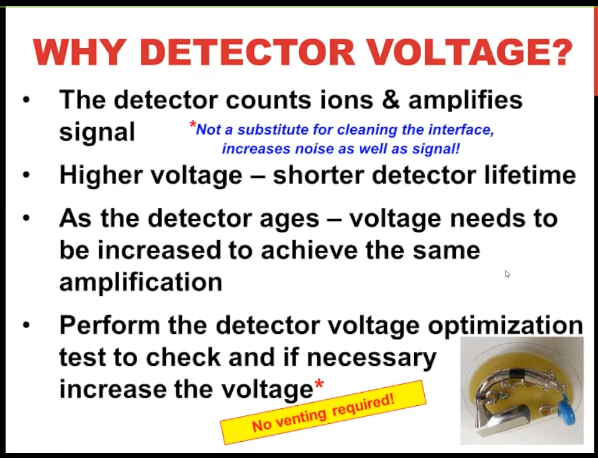 WHY DETECTOR VOLTAGE?
• The detector counts ions & amplifies
signal
*Not a substitute for cleaning the interface,
increases noise as well as signal!
• Higher voltage – shorter detector lifetime
• As the detector ages – voltage needs to
be increased to achieve the same
amplification
• Perform the detector voltage optimization
test to check and if necessary
increase the voltage*
No venting required!